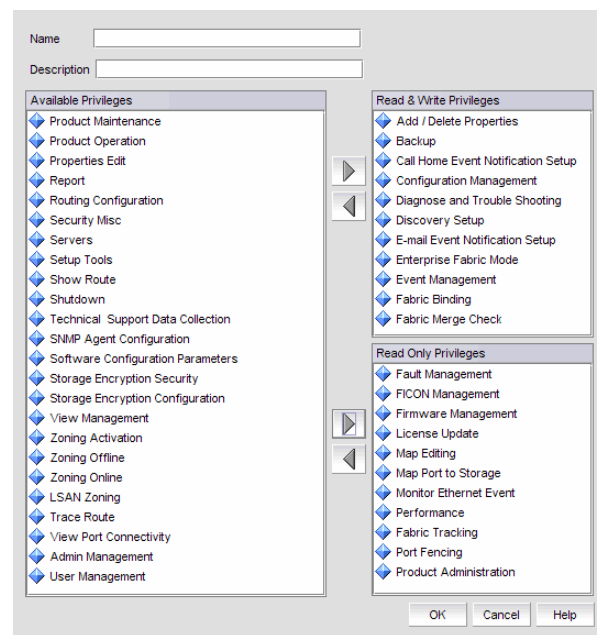 Name
Description
Available Privileges
Product Maintenance
Product Operation
Properties Edit
Report
Routing Configuration
Security Misc
Servers
Setup Tools
Show Route
Shutdown
Technical Support Data Collection
SNMP Agent Configuration
Software Configuration Parameters
Storage Encryption Security
Storage Encryption Configuration
View Management
Zoning Activation
Zoning Offline
Zoning Online
LSAN Zoning
Trace Route
View Port Connectivity
Admin Management
User Management
Read & Write Privileges
Add / Delete Properties
Backup
Call Home Event Notification Setup
Configuration Management
Diagnose and Trouble Shooting
Discovery Setup
E-mail Event Notification Setup
Enterprise Fabric Mode
Event Management
Fabric Binding
Fabric Merge Check
Read Only Privileges
Fault Management
FICON Management
Firmware Management
License Update
Map Editing
Map Port to Storage
Monitor Ethernet Event
Performance
Fabric Tracking
Port Fencing
Product Administration
OK
Cancel
Help